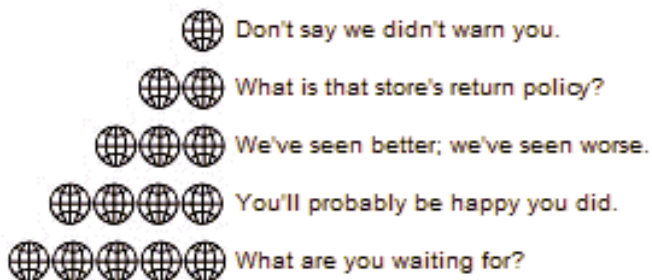 Don't say we didn't warn you.
What is that store's return policy?
We've seen better; we've seen worse.
You'll probably be happy you did.
What are you waiting for?